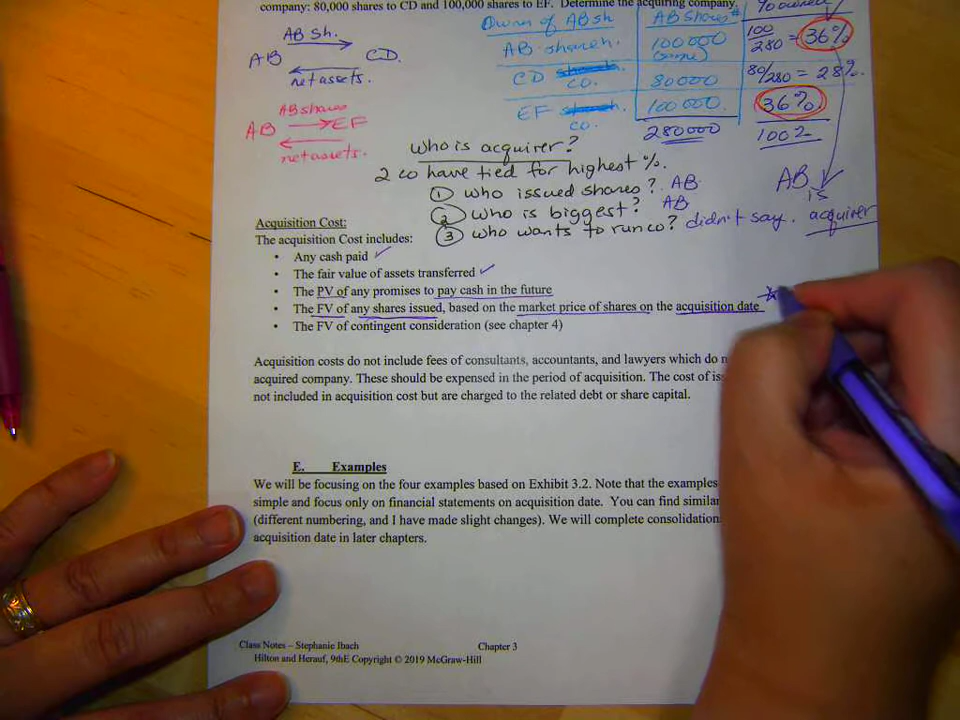 company: 80,000 shares to CD and 100,000 shares to EF. Determine the acquiring company.
Owner of AB sh
AB shares #
% owned
AB Sh.
AB CD.
net assets.
AB shareh. 100 000 100/280 = 36%
(same)
CD shareh. co. 80000 80/280 = 28%.
EF shareh. co. 100 000. 36%.
280000 100%
AB shares
AB EF
net assets.
Who is acquirer?
2 co have tied for highest %.
① who issued shares? AB
② who is biggest? AB
③ who wants to run co? didn't say.
AB
is
acquirer
Acquisition Cost:
The acquisition Cost includes:
• Any cash paid ✓
• The fair value of assets transferred ✓
• The PV of any promises to pay cash in the future
• The FV of any shares issued, based on the market price of shares on the acquisition date
• The FV of contingent consideration (see chapter 4)
Acquisition costs do not include fees of consultants, accountants, and lawyers which do
acquired company. These should be expensed in the period of acquisition. The cost of
not included in acquisition cost but are charged to the related debt or share capital.
E. Examples
We will be focusing on the four examples based on Exhibit 3.2. Note that the examples
simple and focus only on financial statements on acquisition date. You can find
(different numbering, and I have made slight changes). We will complete
acquisition date in later chapters.
Class Notes – Stephanie Ibach Chapter 3
Hilton and Herauf, 9thE Copyright © 2019 McGraw-Hill